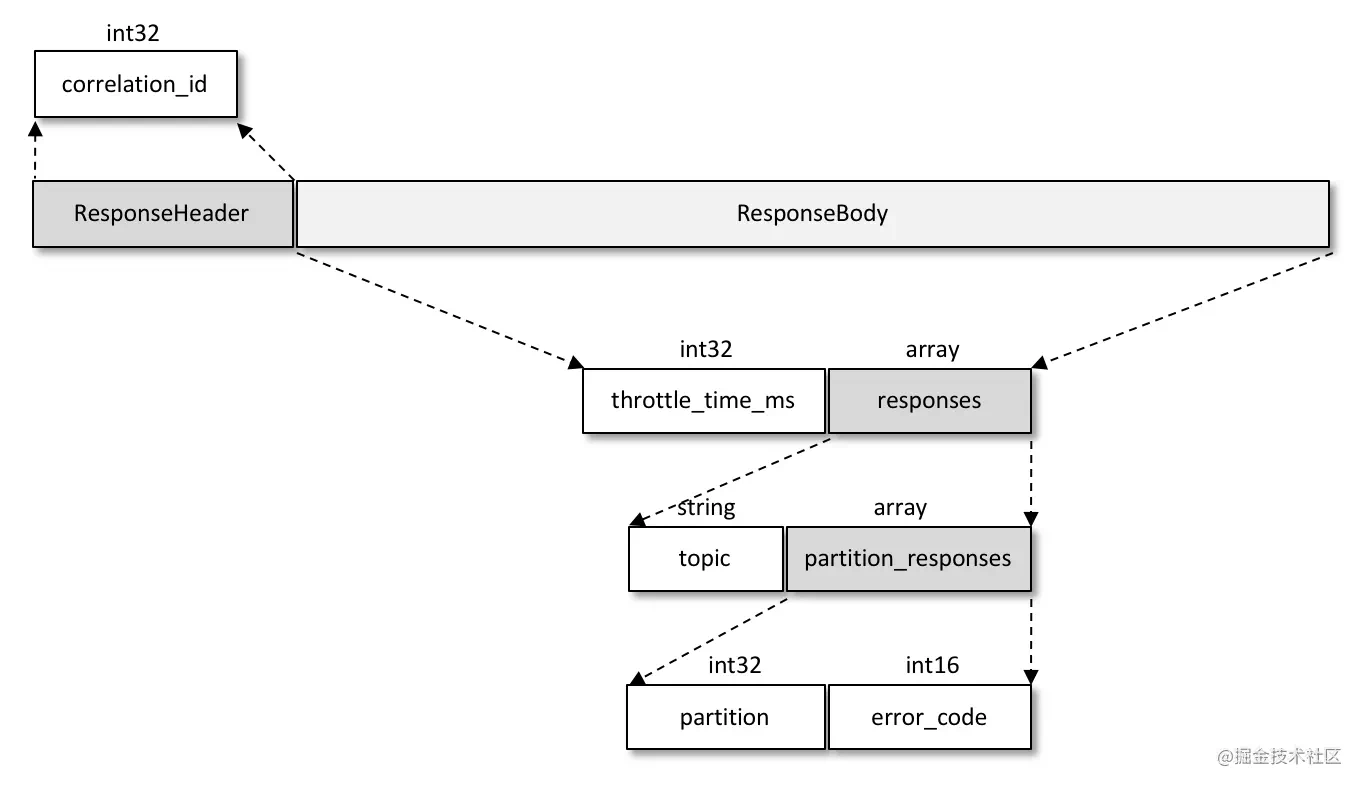 int32
correlation_id
ResponseHeader
ResponseBody
int32
array
throttle_time_ms
responses
string
array
topic
partition_responses
int32
int16
partition
error_code
@掘金技术社区